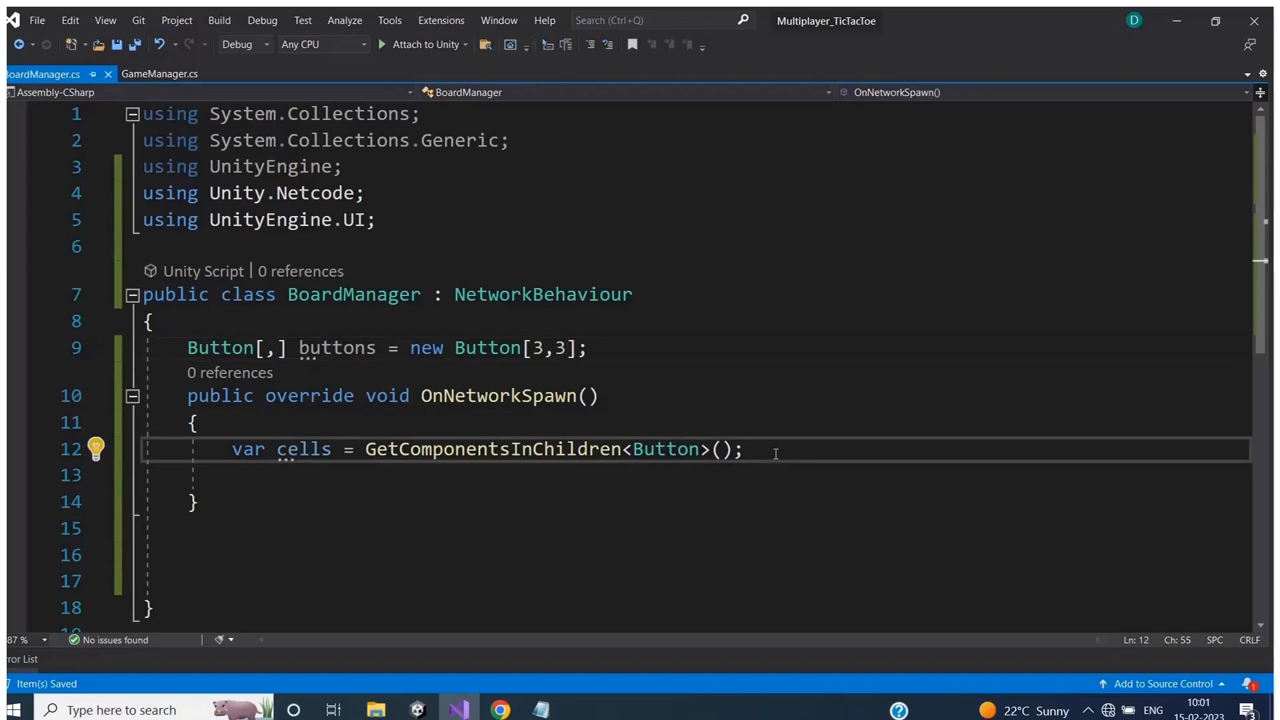 File Edit View Git Project Build Debug Test Analyze Tools Extensions Window Help Search (Ctrl+Q) Multiplayer_TicTacToe D
Debug Any CPU Attach to Unity
BoardManager.cs GameManager.cs
Assembly-CSharp BoardManager OnNetworkSpawn()
1 using System.Collections;
2 using System.Collections.Generic;
3 using UnityEngine;
4 using Unity.Netcode;
5 using UnityEngine.UI;
6
Unity Script | 0 references
7 public class BoardManager : NetworkBehaviour
8 {
9 Button[,] buttons = new Button[3,3];
0 references
10 public override void OnNetworkSpawn()
11 {
12 var cells = GetComponentsInChildren<Button>();
13
14 }
15
16
17
18 }
87 % No issues found Ln: 12 Ch: 55 SPC CRLF
rror List
Item(s) Saved Add to Source Control 1
Type here to search 22°C Sunny ENG 10:01
15-02-2023 3